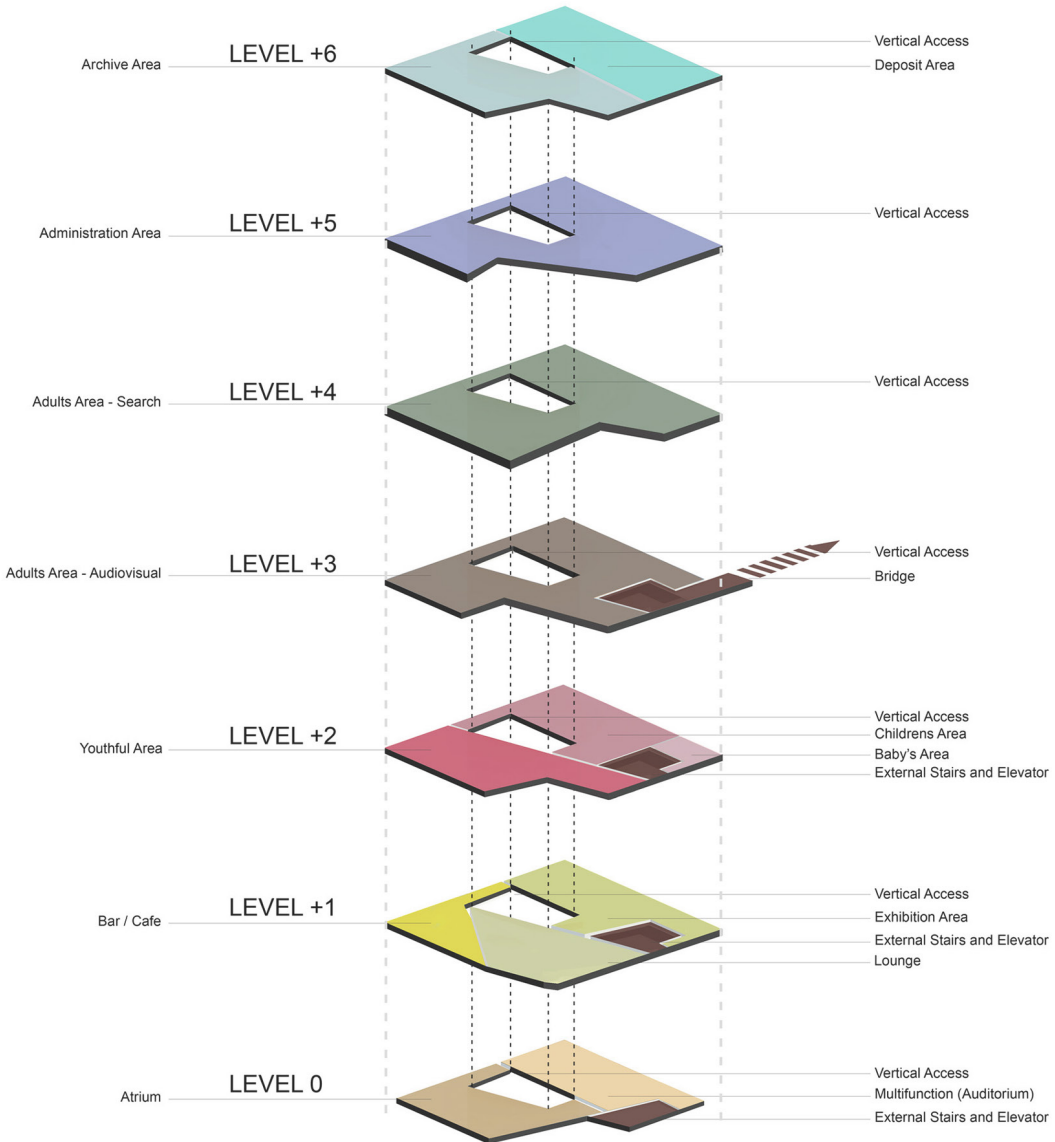 Archive Area
LEVEL +6
Vertical Access
Deposit Area
Administration Area
LEVEL +5
Vertical Access
Adults Area - Search
LEVEL +4
Vertical Access
Adults Area - Audiovisual
LEVEL +3
Vertical Access
Bridge
Youthful Area
LEVEL +2
Vertical Access
Childrens Area
Baby's Area
External Stairs and Elevator
Bar / Cafe
LEVEL +1
Vertical Access
Exhibition Area
External Stairs and Elevator
Lounge
Atrium
LEVEL 0
Vertical Access
Multifunction (Auditorium)
External Stairs and Elevator